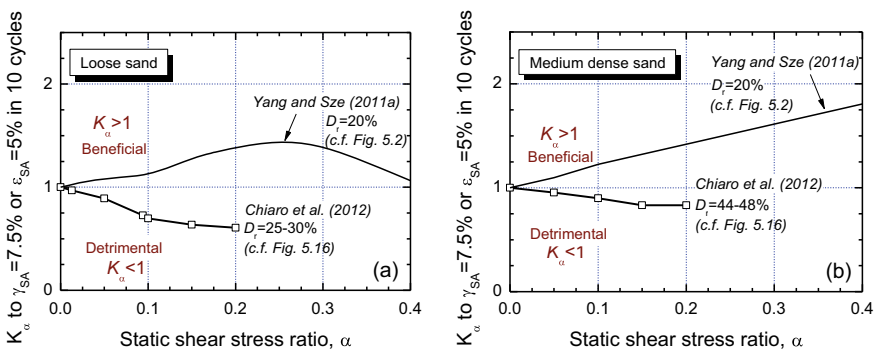 K_α to γ_SA=7.5% or ε_SA=5% in 10 cycles
2
1
0
Loose sand
Yang and Sze (2011a)
D_r=20%
(c.f. Fig. 5.2)
K_α>1
Beneficial
Chiaro et al. (2012)
D_r=25-30%
(c.f. Fig. 5.16)
Detrimental
K_α<1
(a)
0.0 0.1 0.2 0.3 0.4
Static shear stress ratio, α
K_α to γ_SA=7.5% or ε_SA=5% in 10 cycles
2
1
0
Medium dense sand
Yang and Sze (2011a)
D_r=20%
(c.f. Fig. 5.2)
K_α>1
Beneficial
Chiaro et al. (2012)
D_r=44-48%
(c.f. Fig. 5.16)
Detrimental
K_α<1
(b)
0.0 0.1 0.2 0.3 0.4
Static shear stress ratio, α